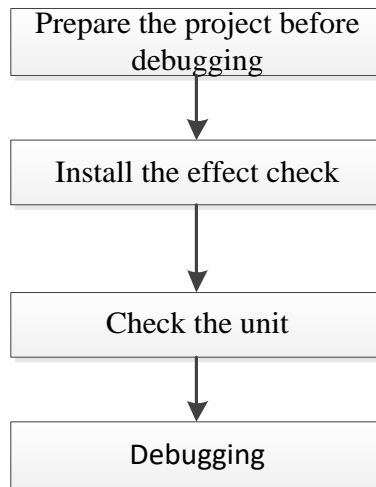 Prepare the project before
debugging
Install the effect check
Check the unit
Debugging